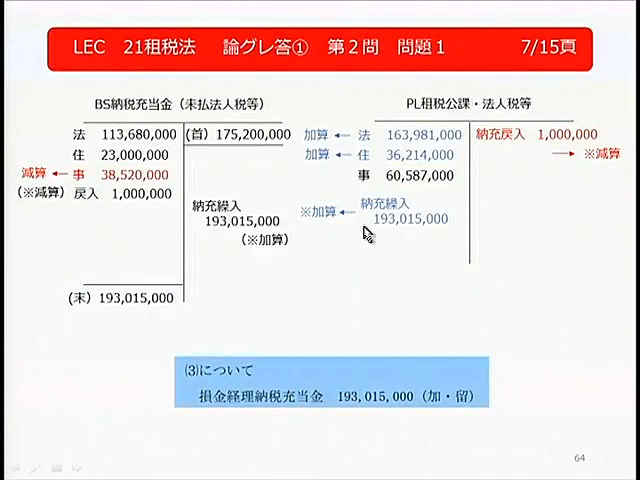 LEC 21租税法 論グレ答① 第2問 問題1 7/15頁
BS納税充当金（未払法人税等）
PL租税公課・法人税等
法 113,680,000 (首) 175,200,000
加算 ← 法 163,981,000 納充戻入 1,000,000
住 23,000,000
加算 ← 住 36,214,000 → ※減算
減算 ← 事 38,520,000
事 60,587,000
(※減算) 戻入 1,000,000
納充繰入
193,015,000
(※加算)
納充繰入
※加算 ← 193,015,000
(末) 193,015,000
⑶について
損金経理納税充当金 193,015,000（加・留）
64